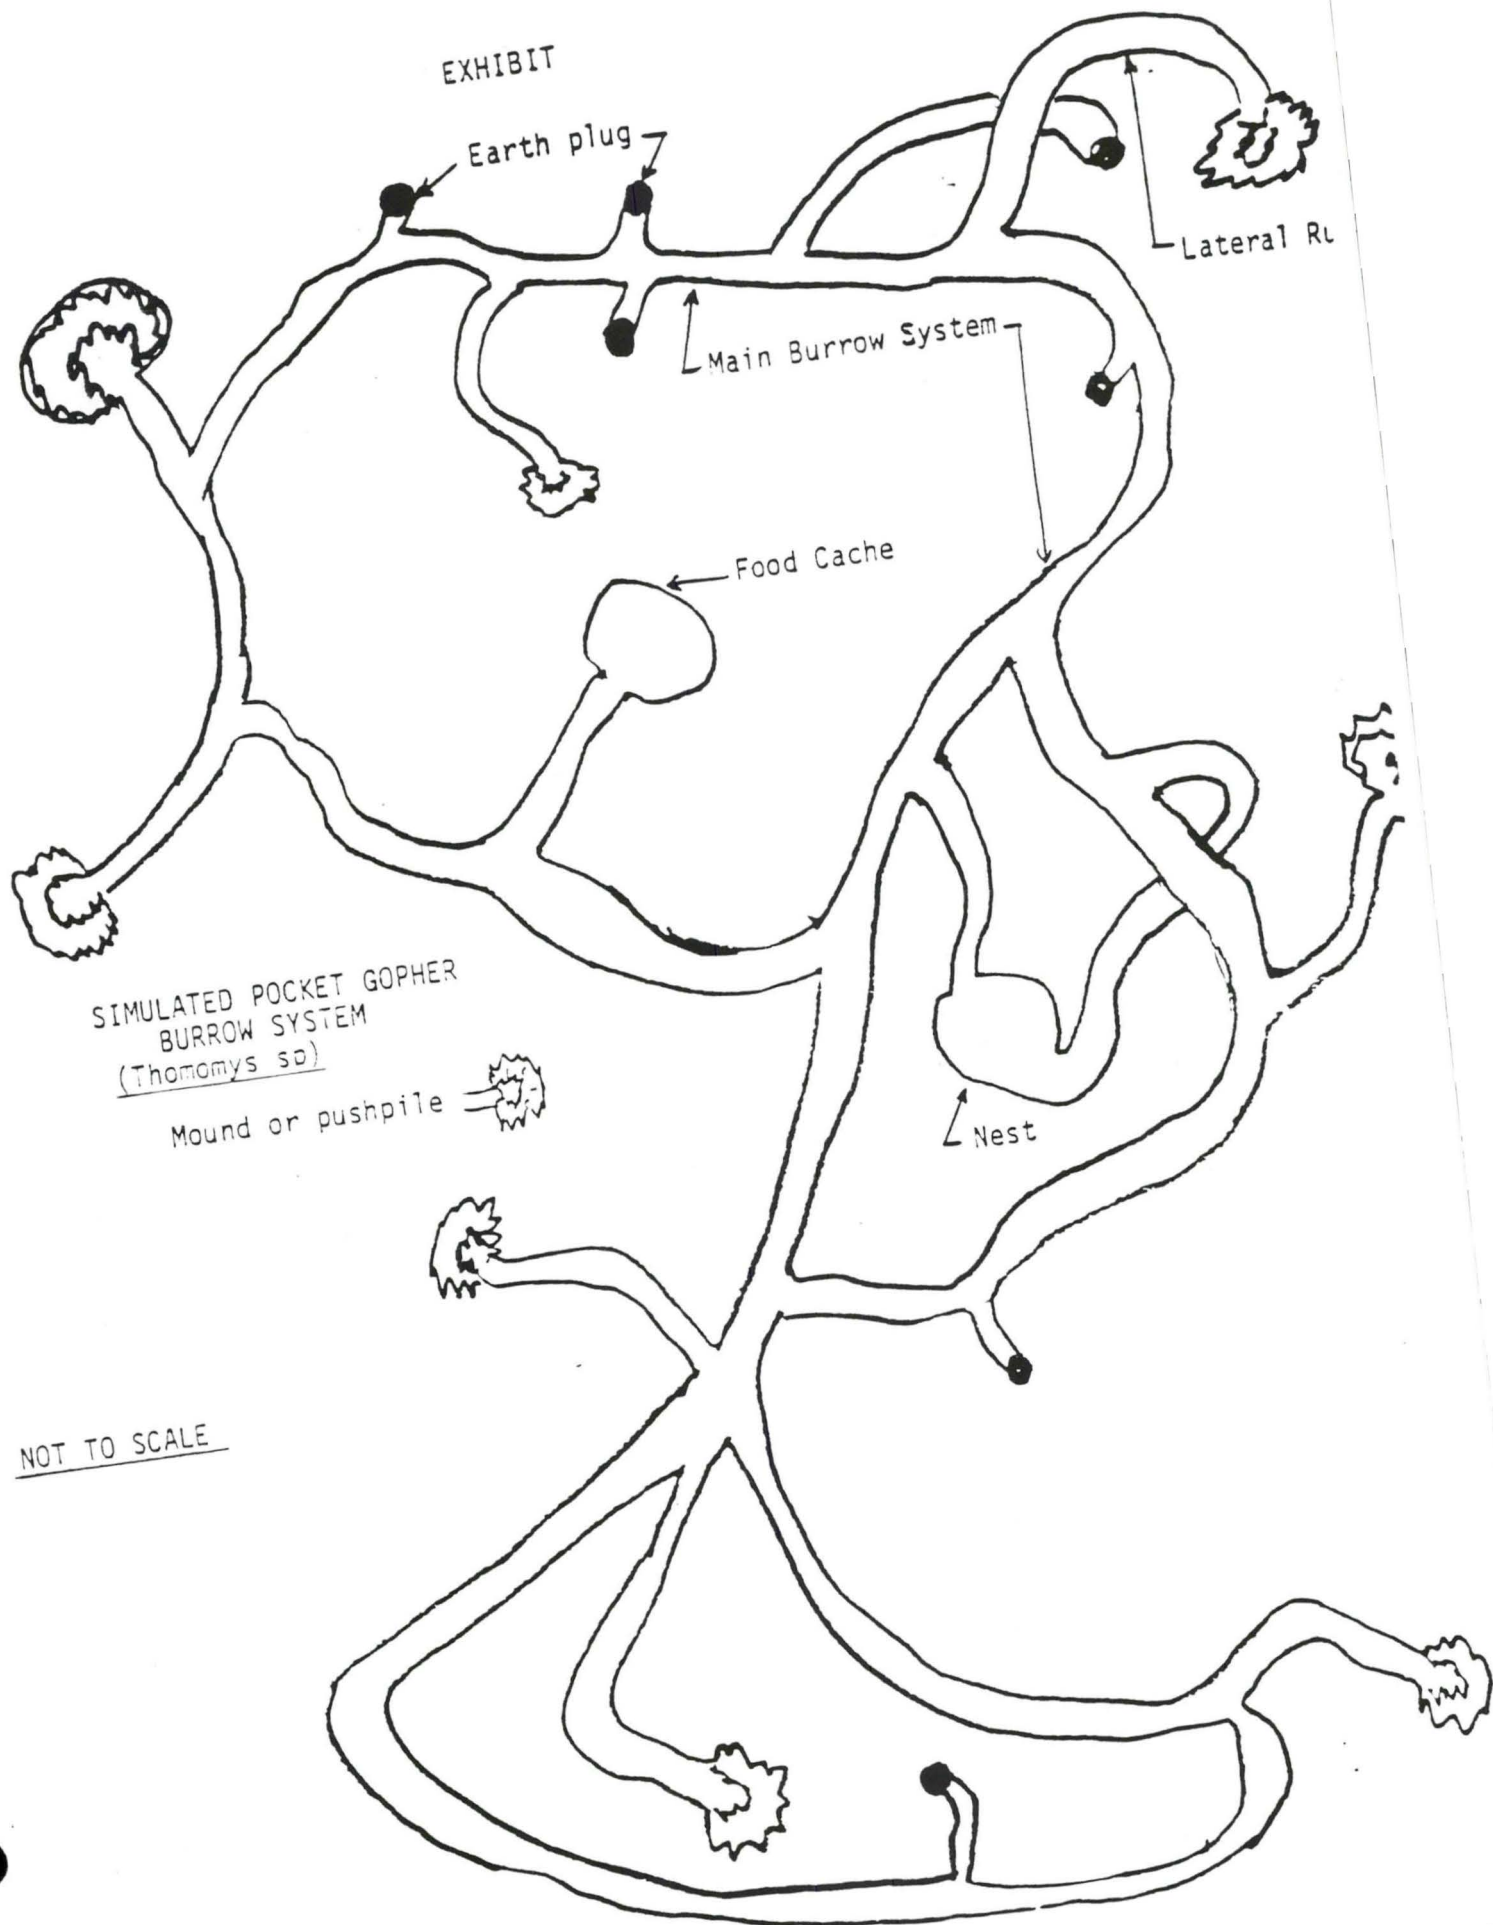 EXHIBIT
Earth plug
Lateral
Main Burrow System
Food Cache
SIMULATED POCKET GOPHER
BURROW SYSTEM
(Thomomys sp)
Mound or pushpile
Nest
NOT TO SCALE